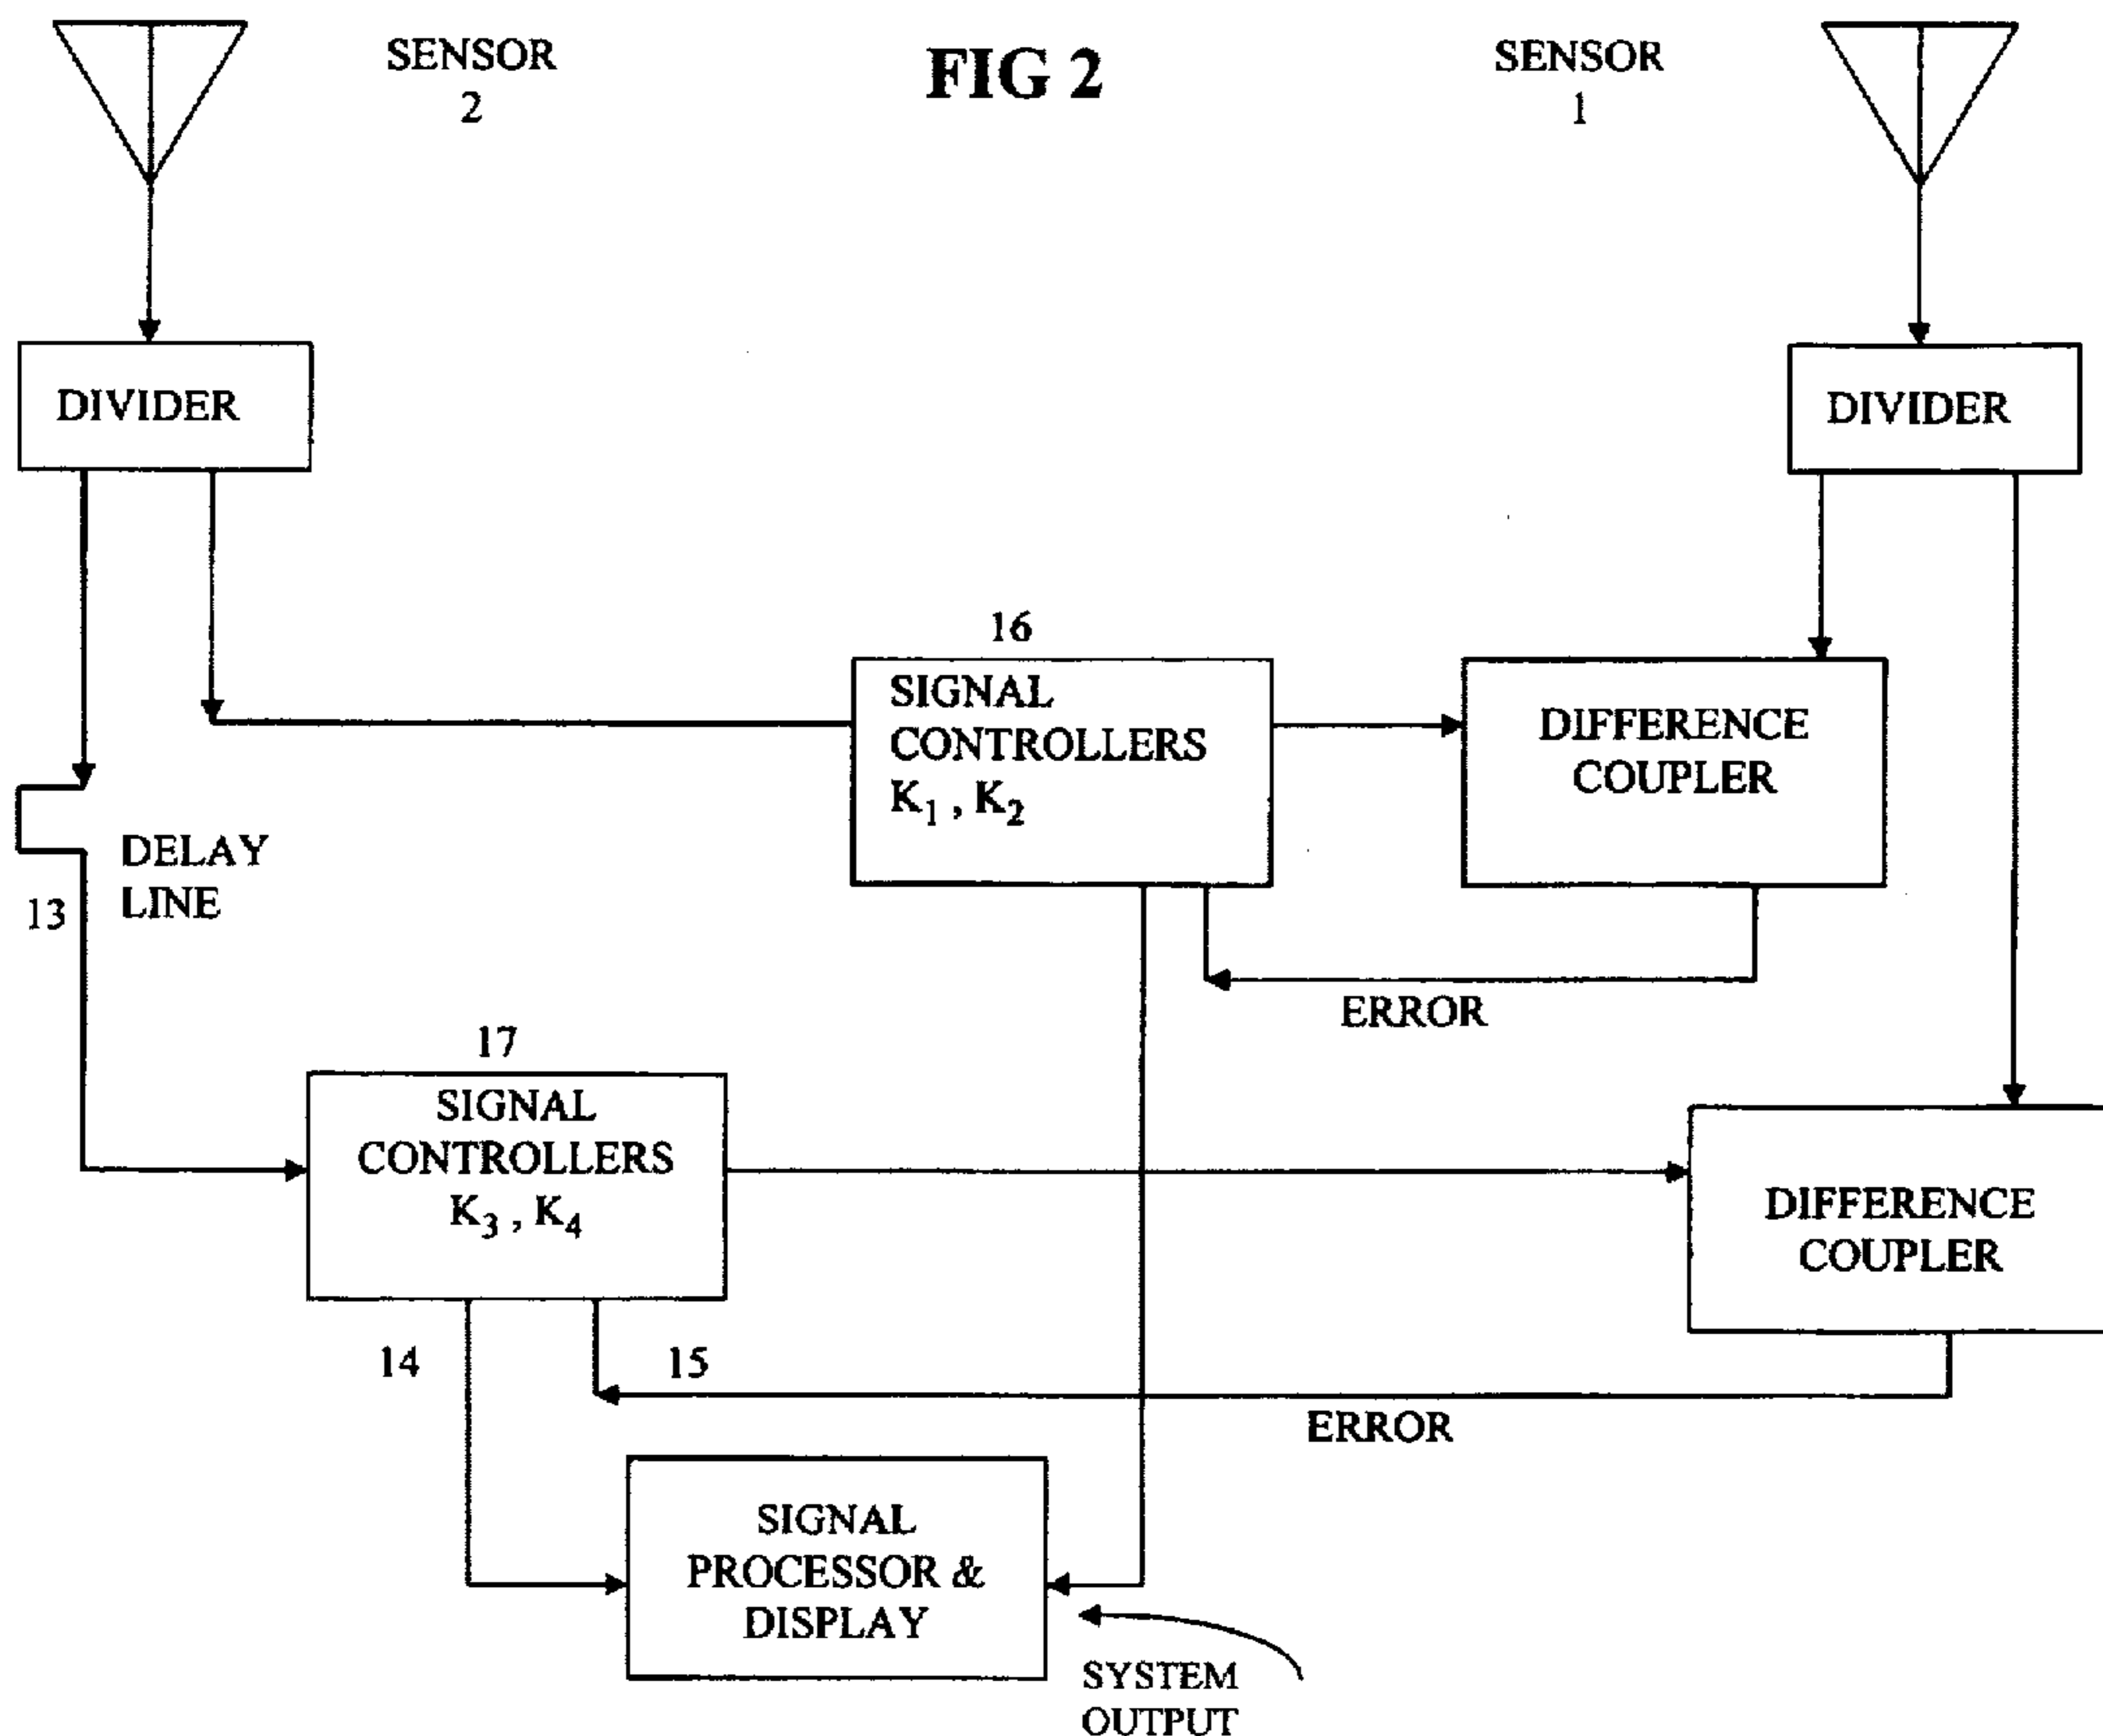 SENSOR
2
FIG 2
SENSOR
1
DIVIDER
DIVIDER
16
SIGNAL
CONTROLLERS
K1 , K2
DIFFERENCE
COUPLER
DELAY
LINE
13
ERROR
17
SIGNAL
CONTROLLERS
K3 , K4
DIFFERENCE
COUPLER
14
15
ERROR
SIGNAL
PROCESSOR &
DISPLAY
SYSTEM
OUTPUT